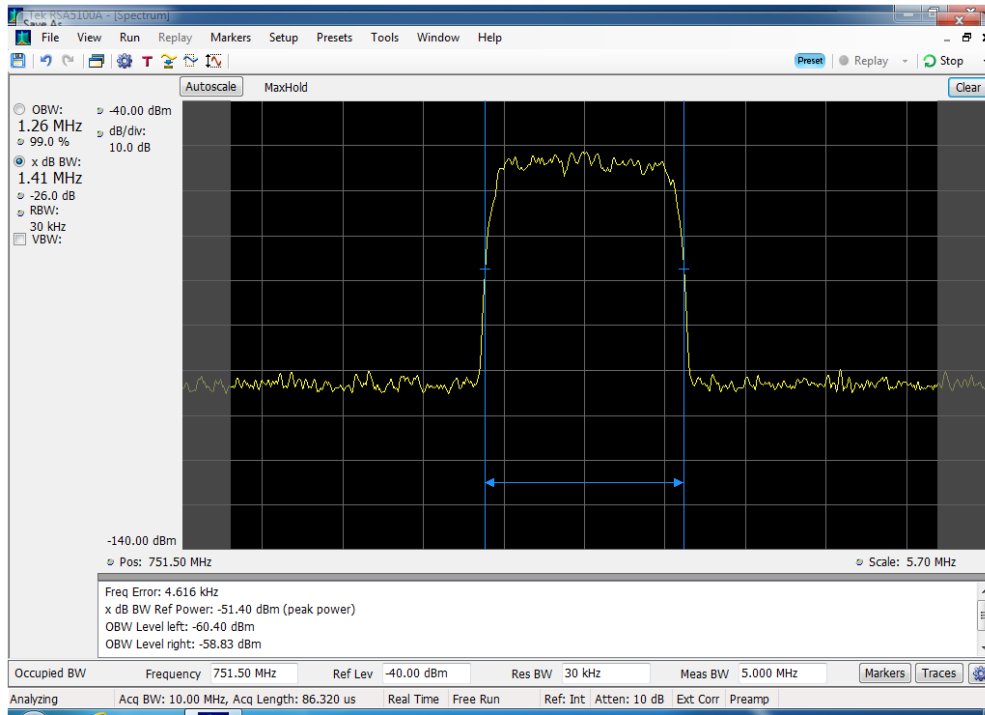 Tek RSA5100A - [Spectrum]
Save As
File View Run Replay Markers Setup Presets Tools Window Help
T Preset Replay Stop
Autoscale MaxHold Clear
OBW:
1.26 MHz
99.0 %
x dB BW:
1.41 MHz
-26.0 dB
RBW:
30 kHz
VBW:
-40.00 dBm
dB/div:
10.0 dB
-140.00 dBm
Pos: 751.50 MHz Scale: 5.70 MHz
Freq Error: 4.616 kHz
x dB BW Ref Power: -51.40 dBm (peak power)
OBW Level left: -60.40 dBm
OBW Level right: -58.83 dBm
Occupied BW Frequency 751.50 MHz Ref Lev -40.00 dBm Res BW 30 kHz Meas BW 5.000 MHz Markers Traces
Analyzing Acq BW: 10.00 MHz, Acq Length: 86.320 us Real Time Free Run Ref: Int Atten: 10 dB Ext Corr Preamp